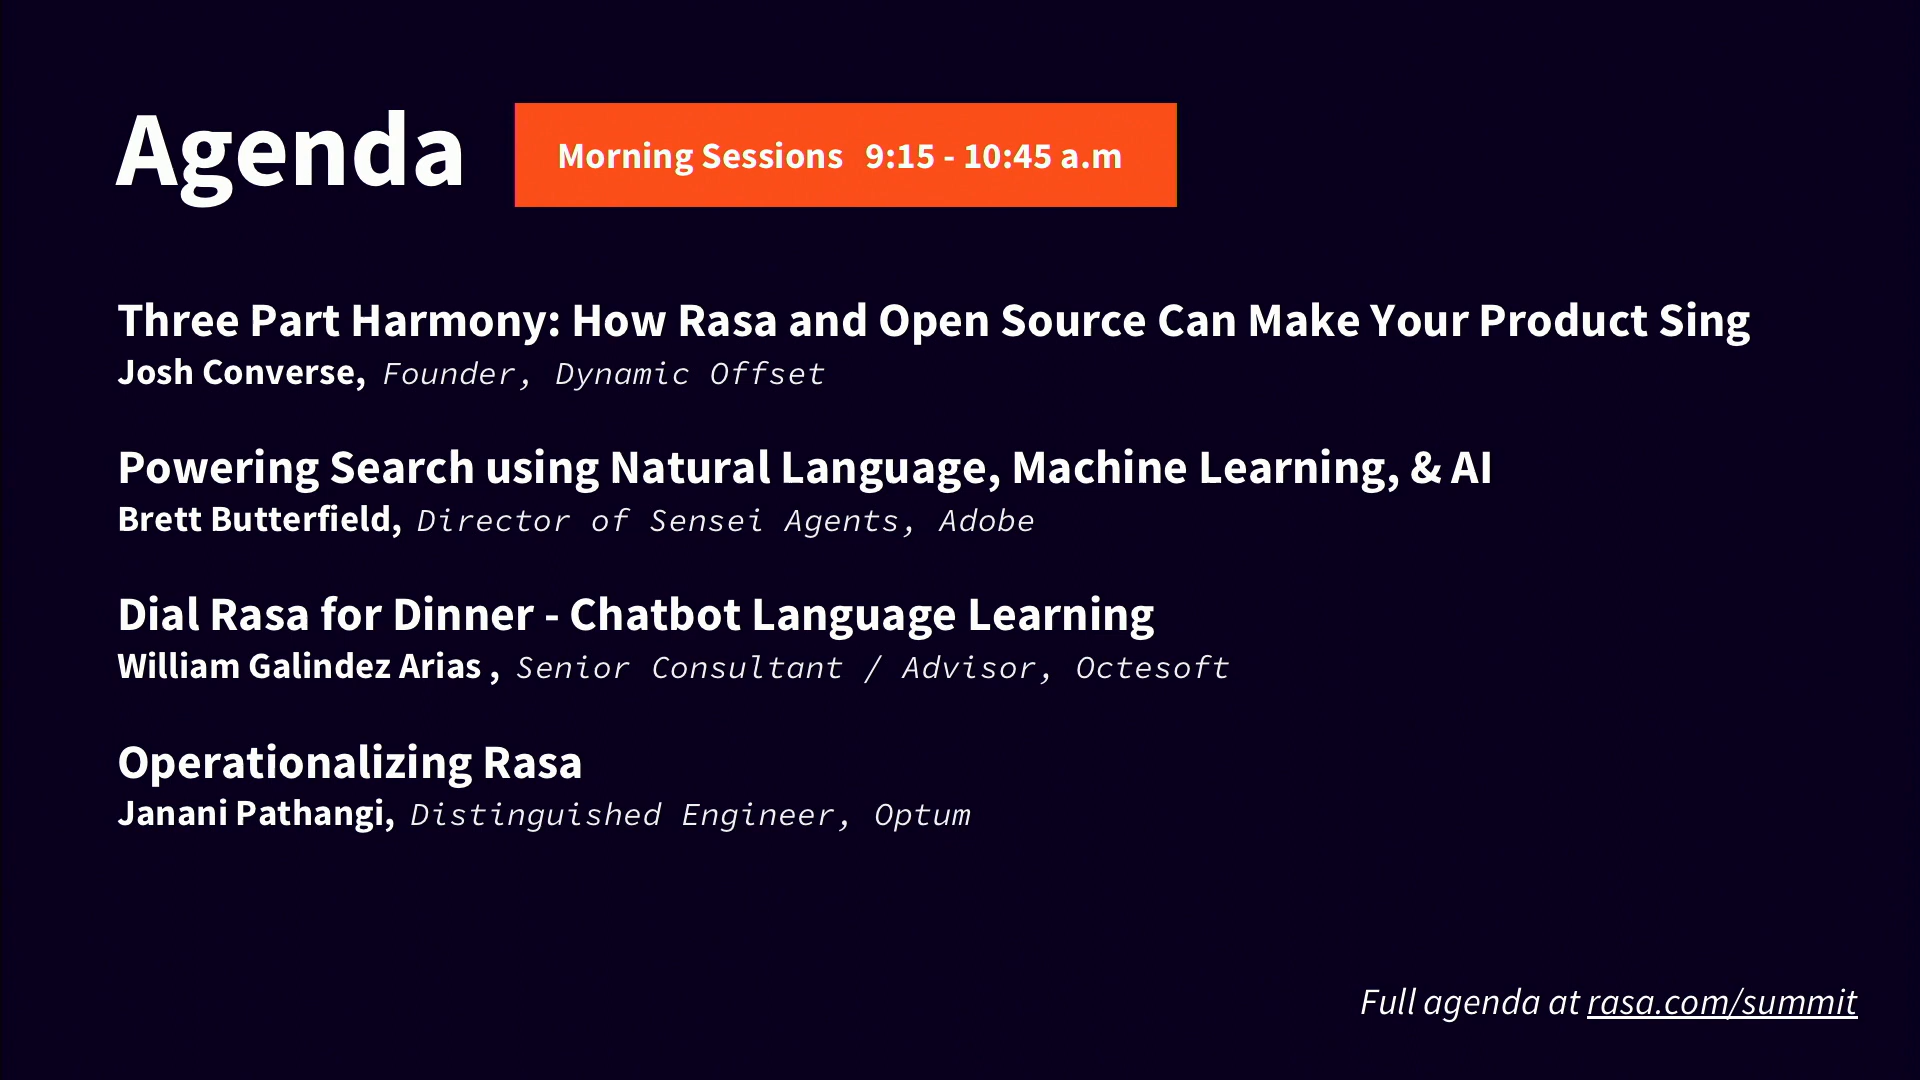 Agenda
Morning Sessions 9:15 - 10:45 a.m
Three Part Harmony: How Rasa and Open Source Can Make Your Product Sing
Josh Converse, Founder, Dynamic Offset
Powering Search using Natural Language, Machine Learning, & AI
Brett Butterfield, Director of Sensei Agents, Adobe
Dial Rasa for Dinner - Chatbot Language Learning
William Galindez Arias , Senior Consultant / Advisor, Octesoft
Operationalizing Rasa
Janani Pathangi, Distinguished Engineer, Optum
Full agenda at rasa.com/summit